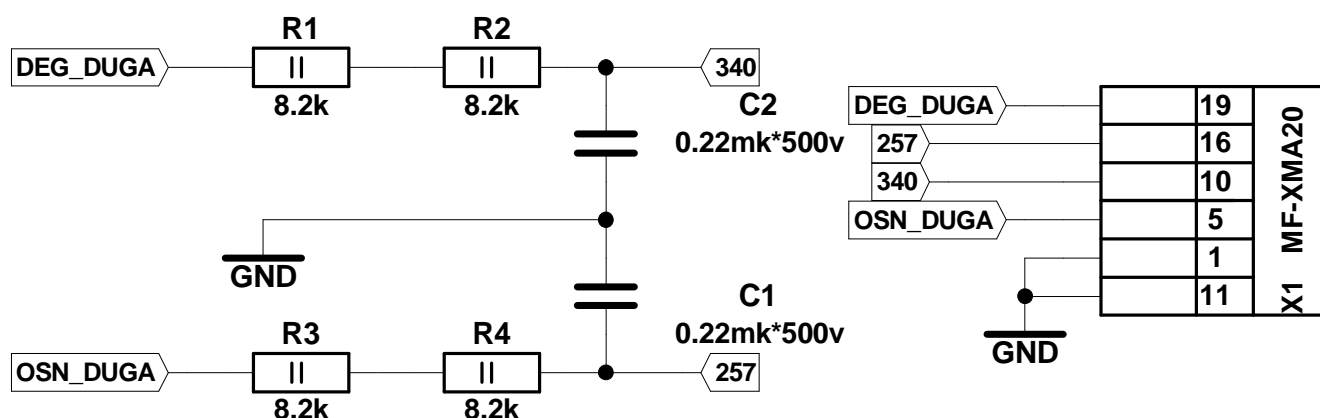 R1
R2
DEG_DUGA
340
8.2k
8.2k
C2
0.22mk*500v
GND
C1
0.22mk*500v
R3
R4
OSN_DUGA
257
8.2k
8.2k
DEG_DUGA
19
257
16
340
10
OSN_DUGA
5
1
11
GND
X1 MF-XMA20